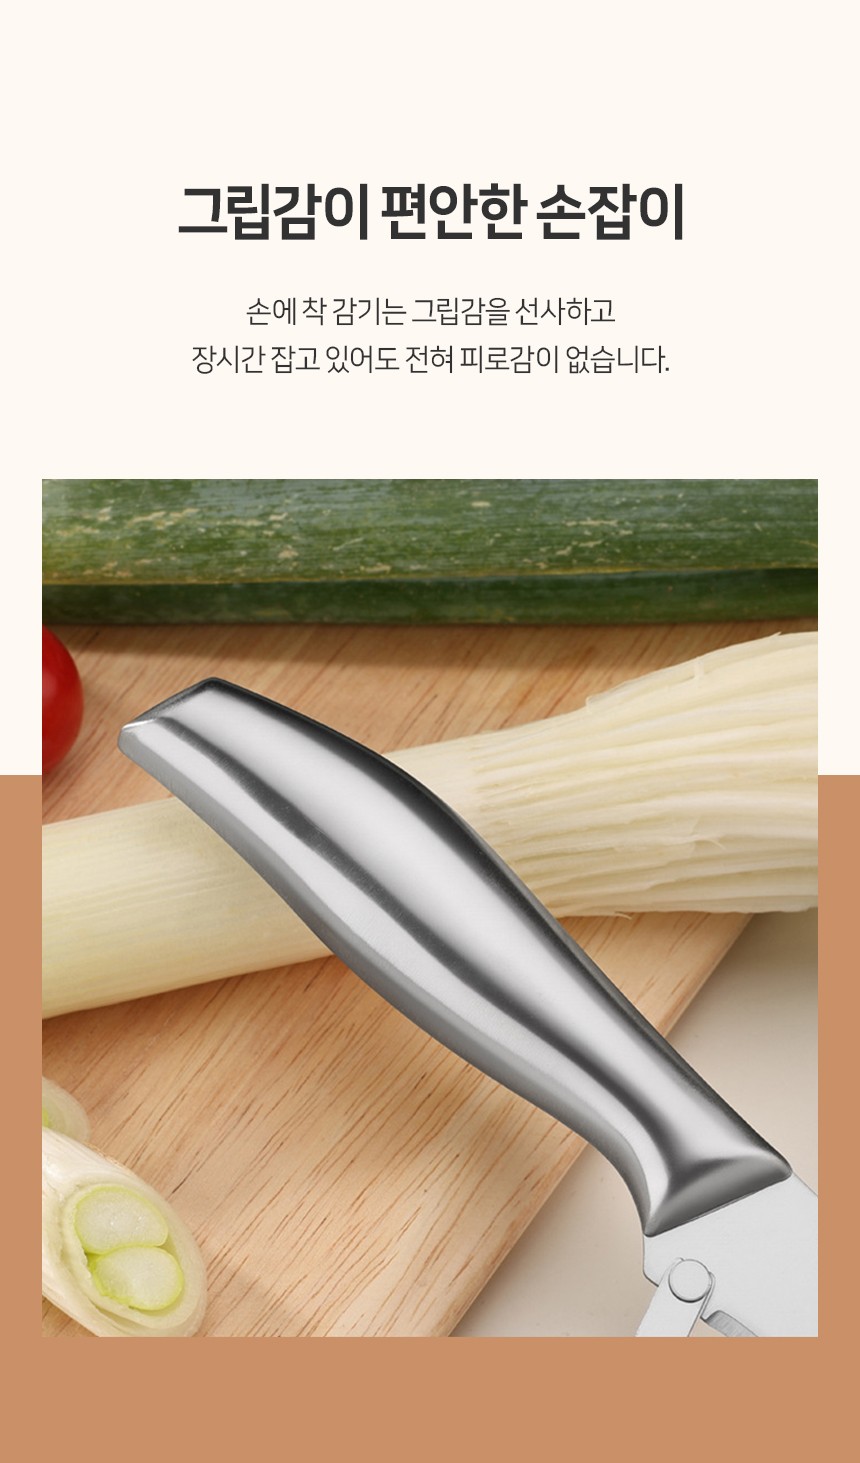 그립감이 편안한 손잡이
손에 착 감기는 그립감을 선사하고
장시간 잡고 있어도 전혀 피로감이 없습니다.